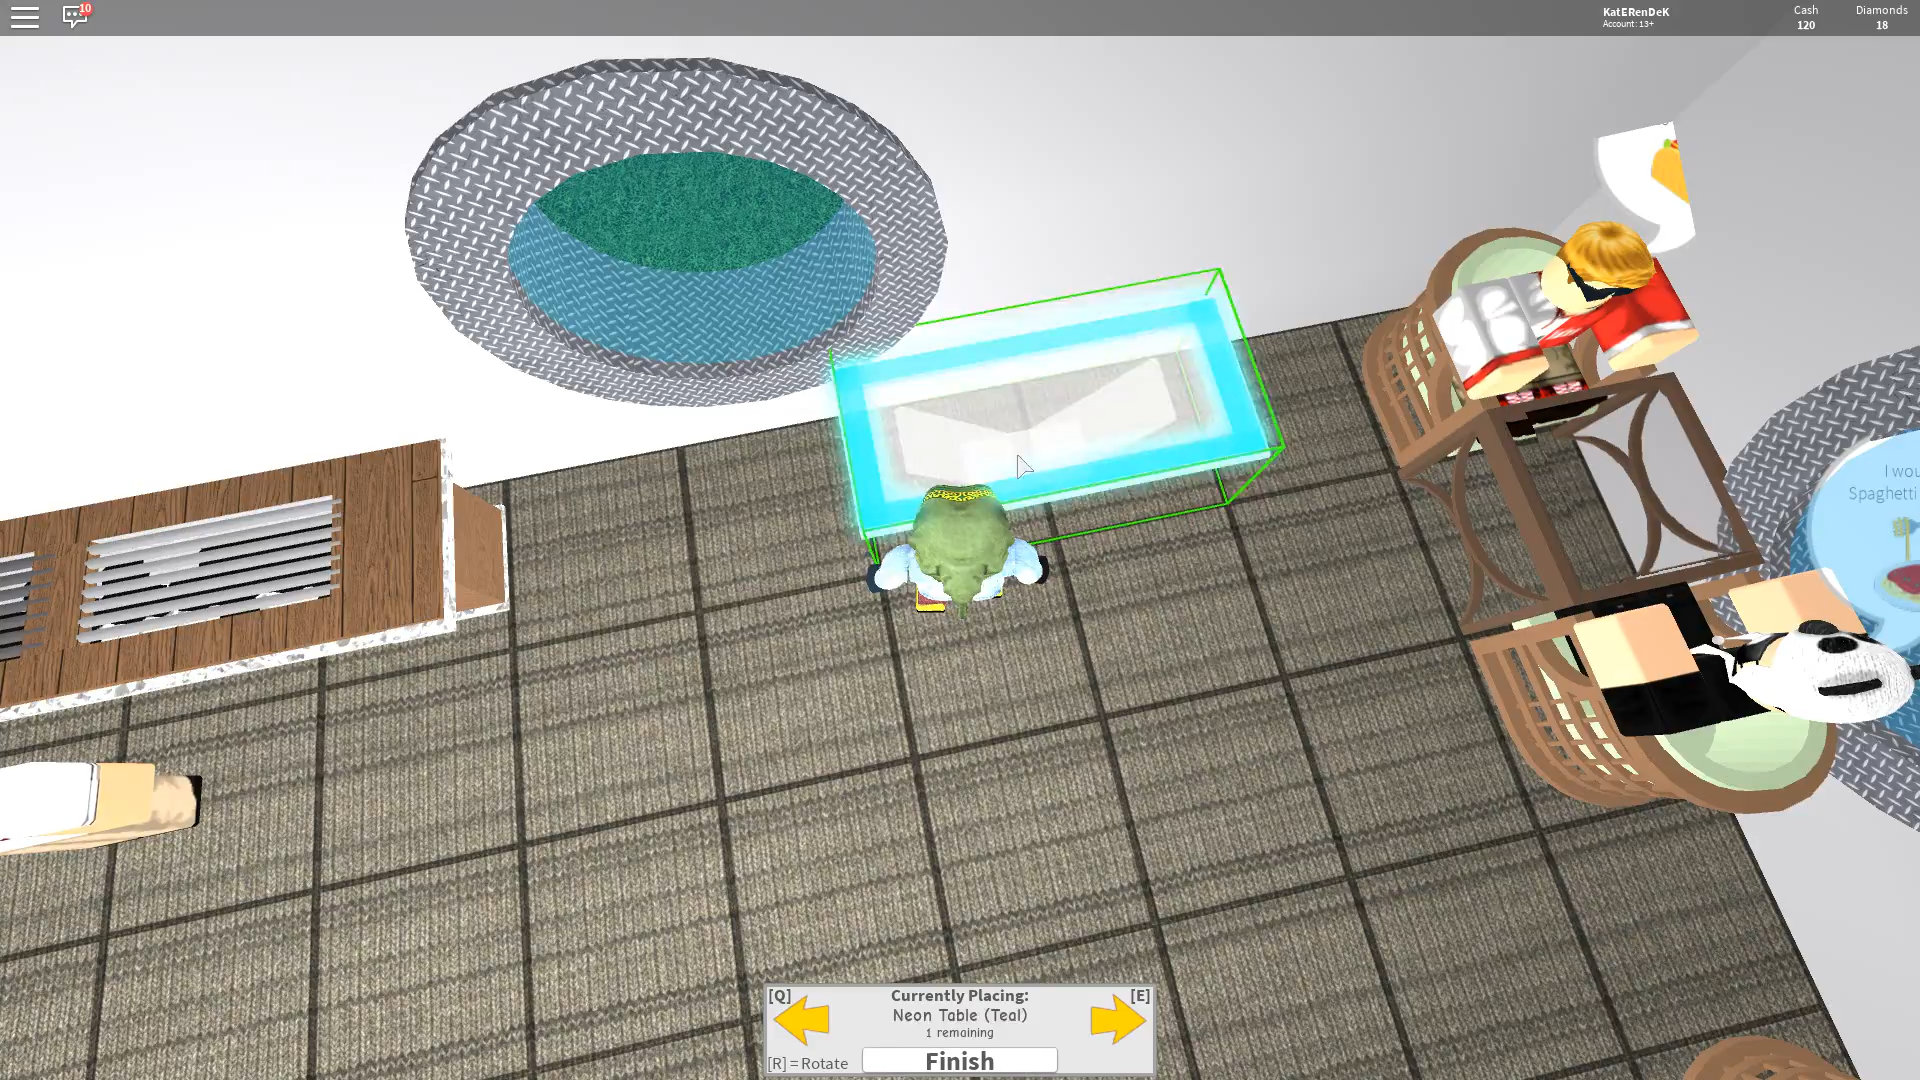 10
KatERenDeK
Account: 13+
Cash
120
Diamonds
18
I wou
Spaghetti
[Q]
Currently Placing:
[E]
Neon Table (Teal)
1 remaining
[R] = Rotate
Finish